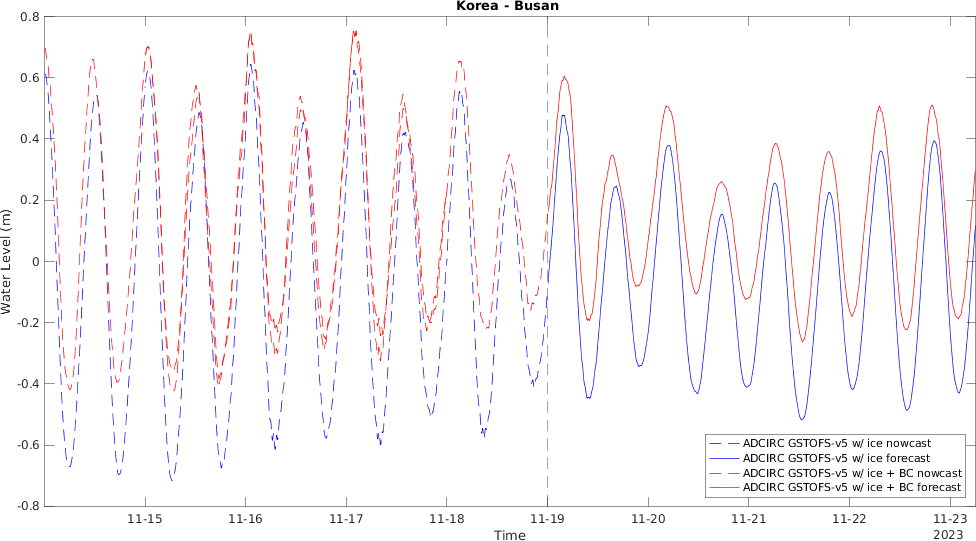 Korea - Busan
Water Level (m)
0.8
0.6
0.4
0.2
0
-0.2
-0.4
-0.6
-0.8
ADCIRC GSTOFS-v5 w/ ice nowcast
ADCIRC GSTOFS-v5 w/ ice forecast
ADCIRC GSTOFS-v5 w/ ice + BC nowcast
ADCIRC GSTOFS-v5 w/ ice + BC forecast
11-15 11-16 11-17 11-18 11-19 11-20 11-21 11-22 11-23
2023
Time